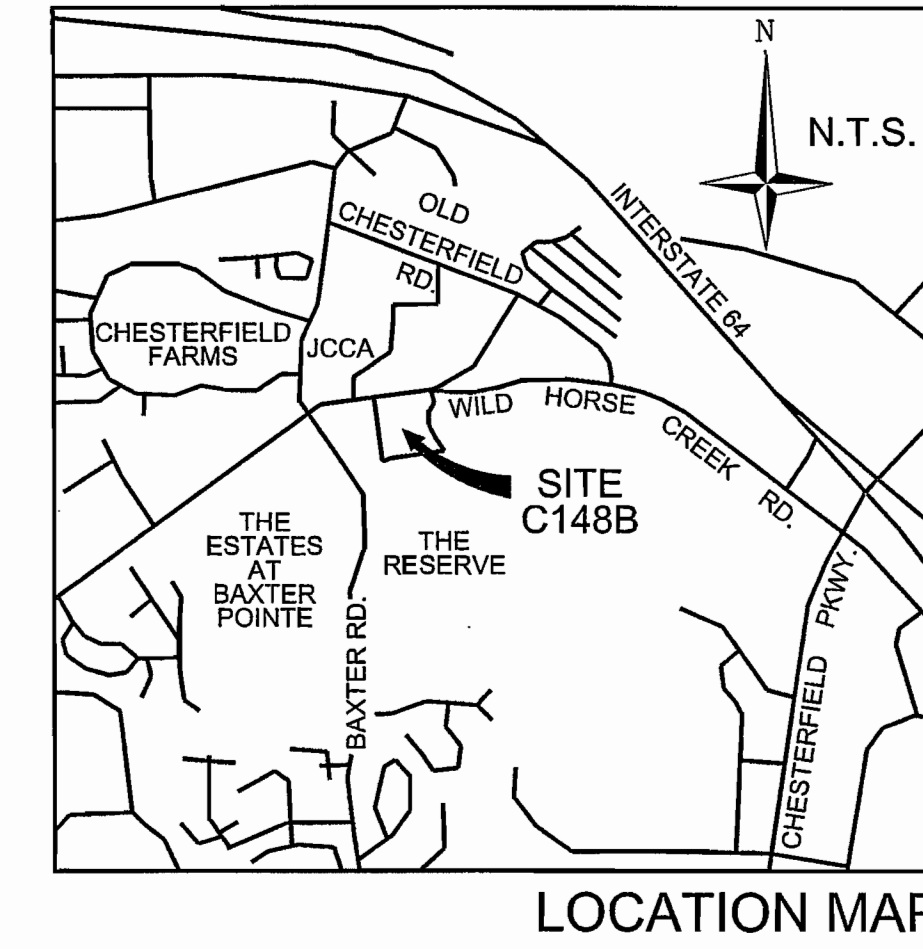 N
N.T.S.
OLD
CHESTERFIELD
RD.
INTERSTATE 64
CHESTERFIELD
FARMS
JCCA
WILD HORSE CREEK RD.
SITE
C148B
THE
ESTATES
AT
BAXTER
POINTE
THE
RESERVE
BAXTER RD.
CHESTERFIELD PKWY.
LOCATION MAP